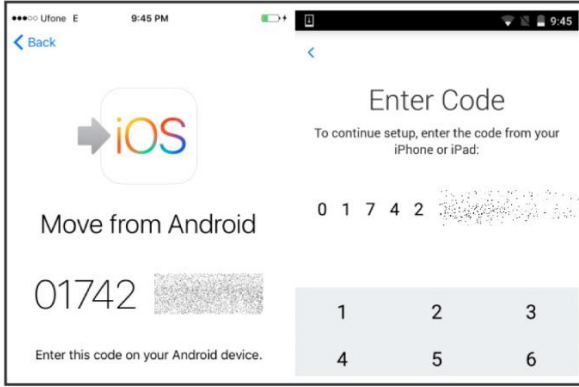 Ufone E 9:45 PM
Back
iOS
Move from Android
01742
Enter this code on your Android device.
9:45
Enter Code
To continue setup, enter the code from your
iPhone or iPad:
0 1 7 4 2
1 2 3
4 5 6